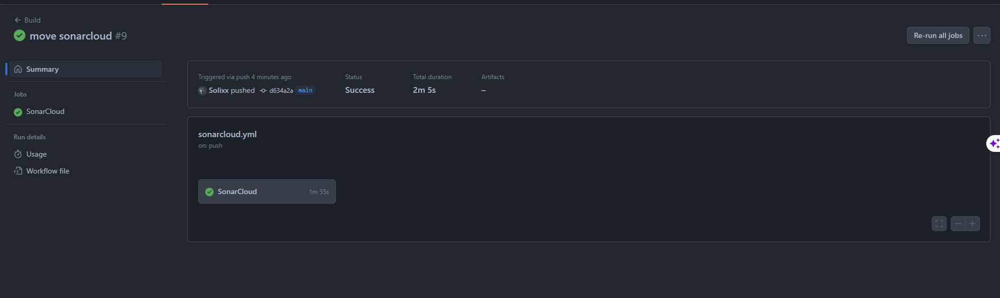 Build
move sonarcloud #9
Re-run all jobs
Summary
Jobs
SonarCloud
Run details
Usage
Workflow file
Triggered via push 4 minutes ago
Solixx pushed d634a2a main
Status
Success
Total duration
2m 5s
Artifacts
–
sonarcloud.yml
on: push
SonarCloud 1m 55s